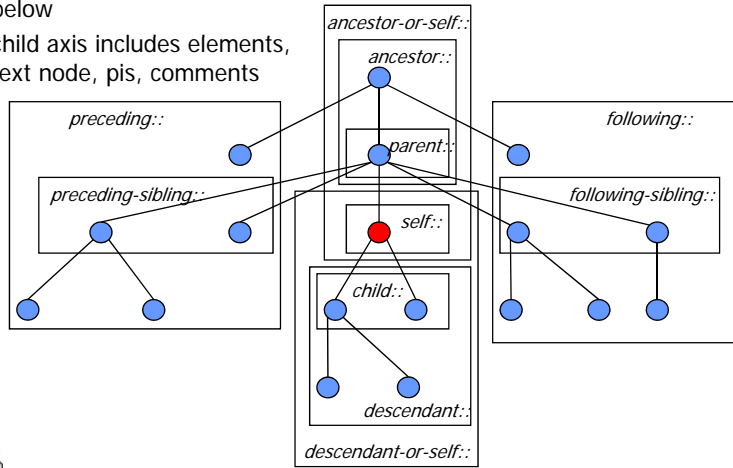 below
child axis includes elements,
ext node, pis, comments
ancestor-or-self::
ancestor::
preceding::
following::
parent::
preceding-sibling::
following-sibling::
self::
child::
descendant::
descendant-or-self::